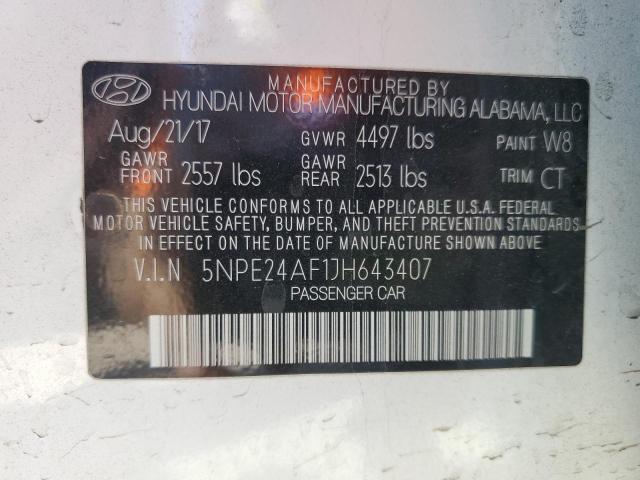 MANUFACTURED BY
HYUNDAI MOTOR MANUFACTURING ALABAMA, LLC
Aug/21/17 GVWR 4497 lbs PAINT W8
GAWR FRONT 2557 lbs GAWR REAR 2513 lbs TRIM CT
THIS VEHICLE CONFORMS TO ALL APPLICABLE U.S.A. FEDERAL
MOTOR VEHICLE SAFETY, BUMPER, AND THEFT PREVENTION STANDARDS
IN EFFECT ON THE DATE OF MANUFACTURE SHOWN ABOVE.
V.I.N 5NPE24AF1JH643407
PASSENGER CAR